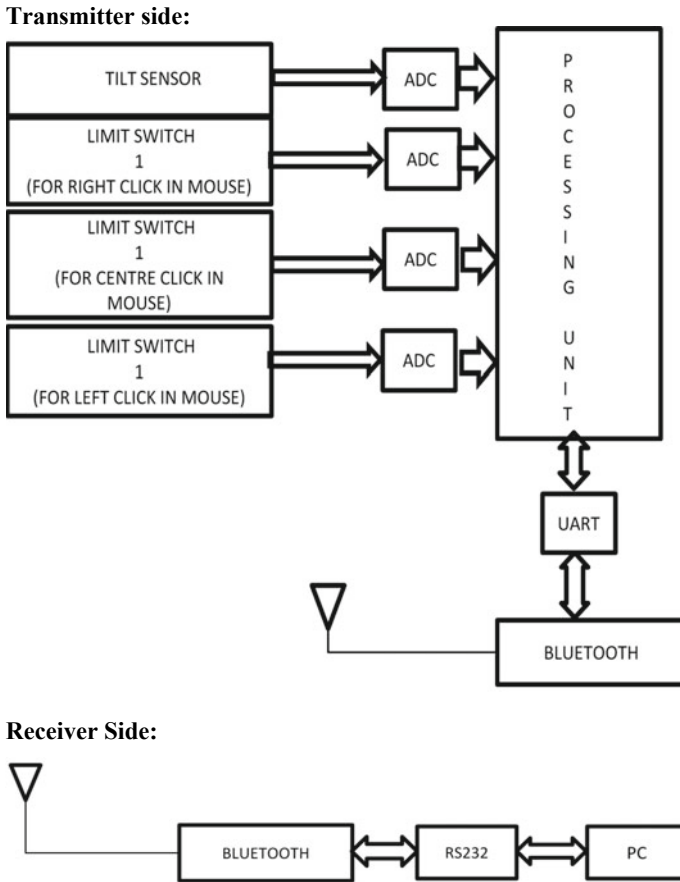 Transmitter side:
TILT SENSOR
ADC
LIMIT SWITCH
1
(FOR RIGHT CLICK IN MOUSE)
ADC
LIMIT SWITCH
1
(FOR CENTRE CLICK IN
MOUSE)
ADC
LIMIT SWITCH
1
(FOR LEFT CLICK IN MOUSE)
ADC
P
R
O
C
E
S
S
I
N
G
U
N
I
T
UART
BLUETOOTH
Receiver Side:
BLUETOOTH
RS232
PC